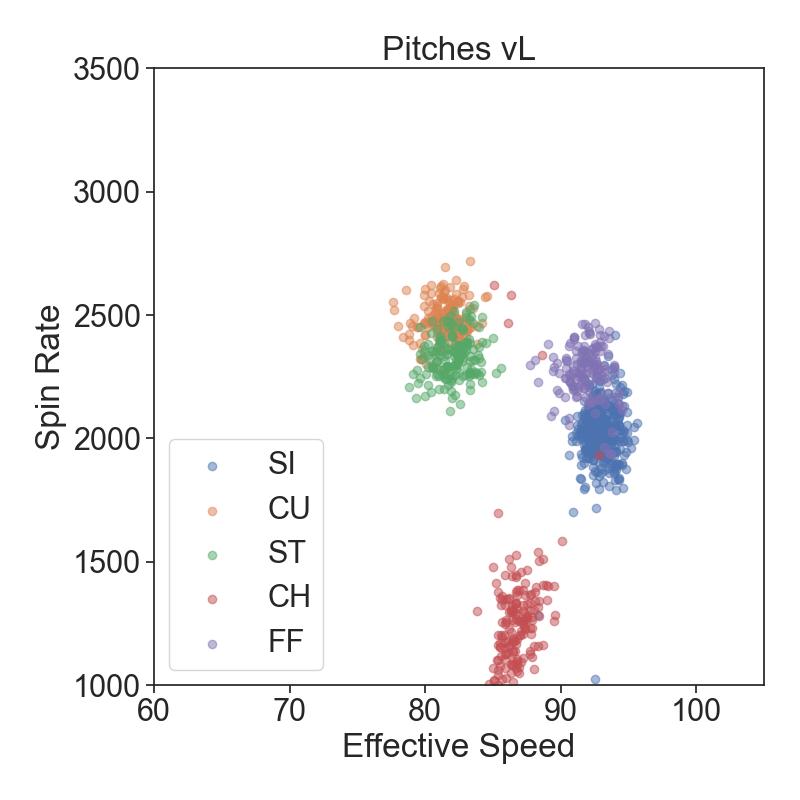 Pitches vL
3500
3000
2500
2000
1500
1000
Spin Rate
SI
CU
ST
CH
FF
60 70 80 90 100
Effective Speed